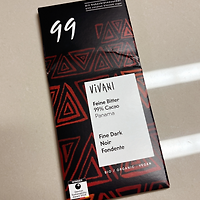 99
ViVANI
Feine Bitter
99% Cacao
Panama
Fine Dark
Noir
Fondente
BIO / ORGANIC · VEGAN